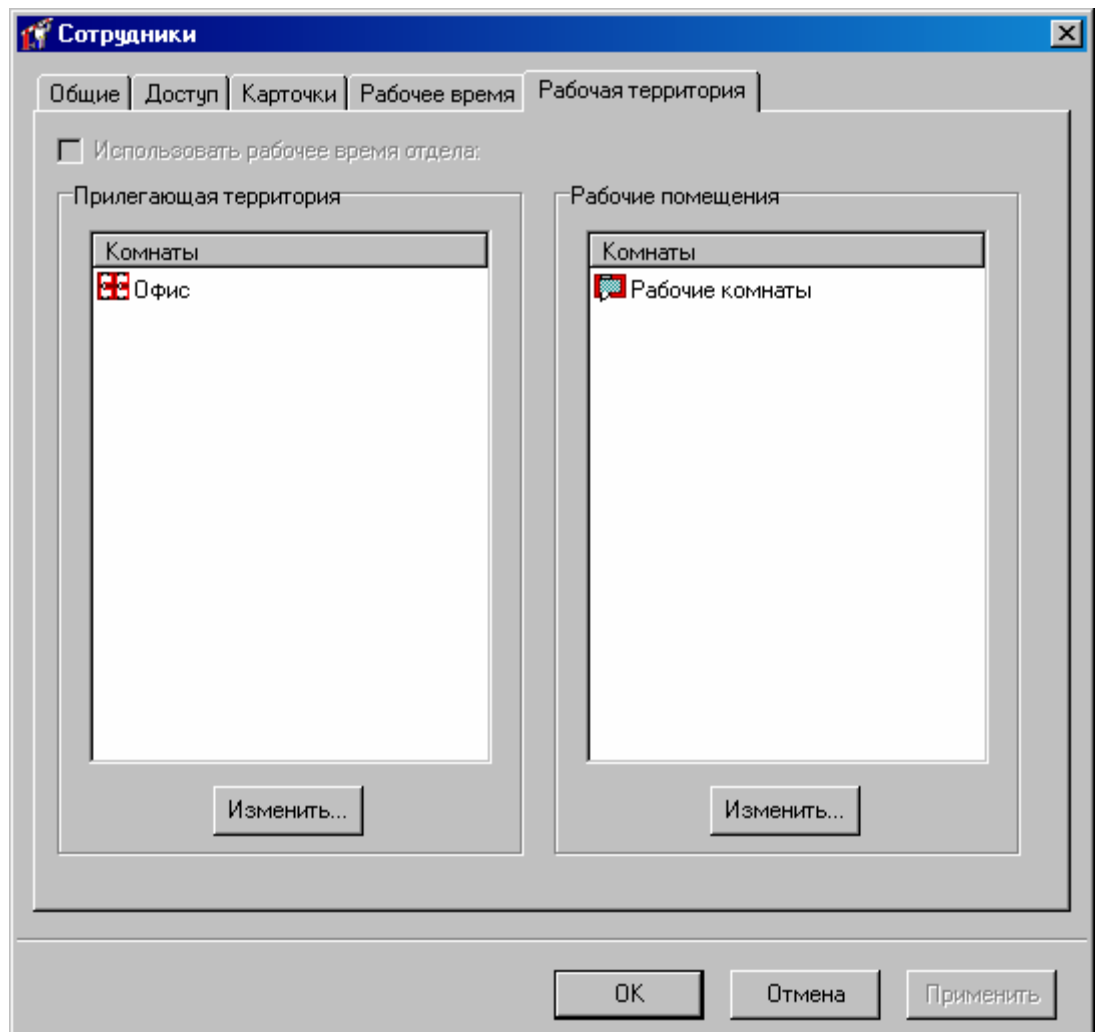 Сотрудники
Общие Доступ Карточки Рабочее время Рабочая территория
Использовать рабочее время отдела:
Прилегающая территория
Комнаты
Офис
Изменить...
Рабочие помещения
Комнаты
Рабочие комнаты
Изменить...
OK Отмена Применить